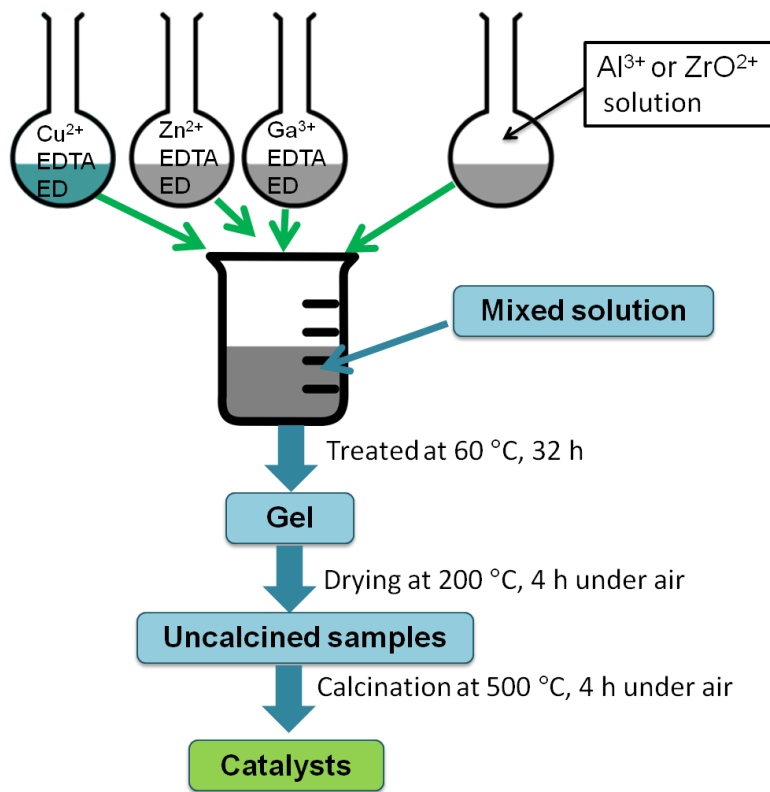 Cu²⁺
EDTA
ED
Zn²⁺
EDTA
ED
Ga³⁺
EDTA
ED
Al³⁺ or ZrO²⁺
solution
Mixed solution
Treated at 60 °C, 32 h
Gel
Drying at 200 °C, 4 h under air
Uncalcined samples
Calcination at 500 °C, 4 h under air
Catalysts